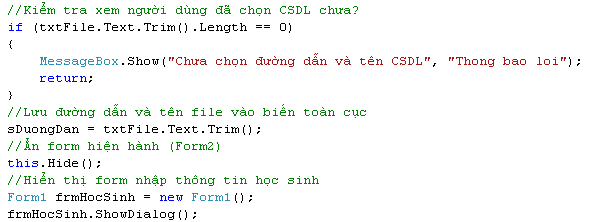 //Kiểm tra xem người dùng đã chọn CSDL chưa?
if (txtFile.Text.Trim().Length == 0)
{
MessageBox.Show("Chưa chọn đường dẫn và tên CSDL", "Thong bao loi");
return;
}
//Lưu đường dẫn và tên file vào biến toàn cục
sDuongDan = txtFile.Text.Trim();
//Ẩn form hiện hành (Form2)
this.Hide();
//Hiển thị form nhập thông tin học sinh
Form1 frmHocSinh = new Form1();
frmHocSinh.ShowDialog();